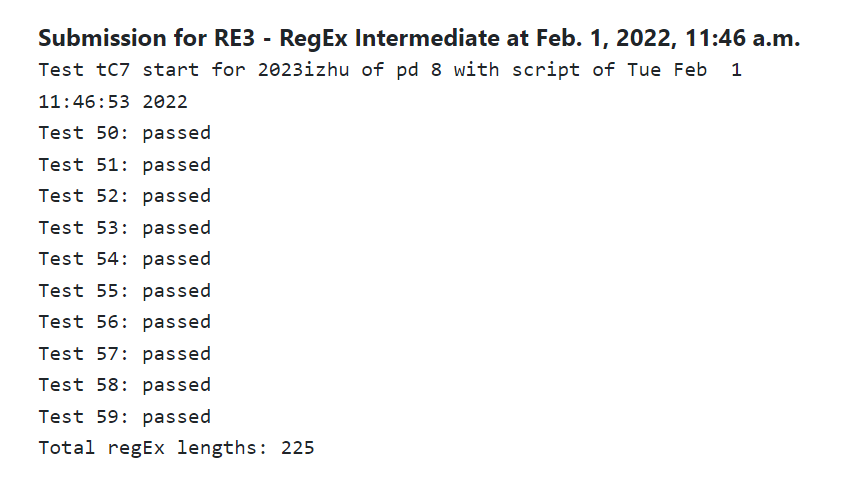 Submission for RE3 - RegEx Intermediate at Feb. 1, 2022, 11:46 a.m.
Test tC7 start for 2023izhu of pd 8 with script of Tue Feb  1
11:46:53 2022
Test 50: passed
Test 51: passed
Test 52: passed
Test 53: passed
Test 54: passed
Test 55: passed
Test 56: passed
Test 57: passed
Test 58: passed
Test 59: passed
Total regEx lengths: 225